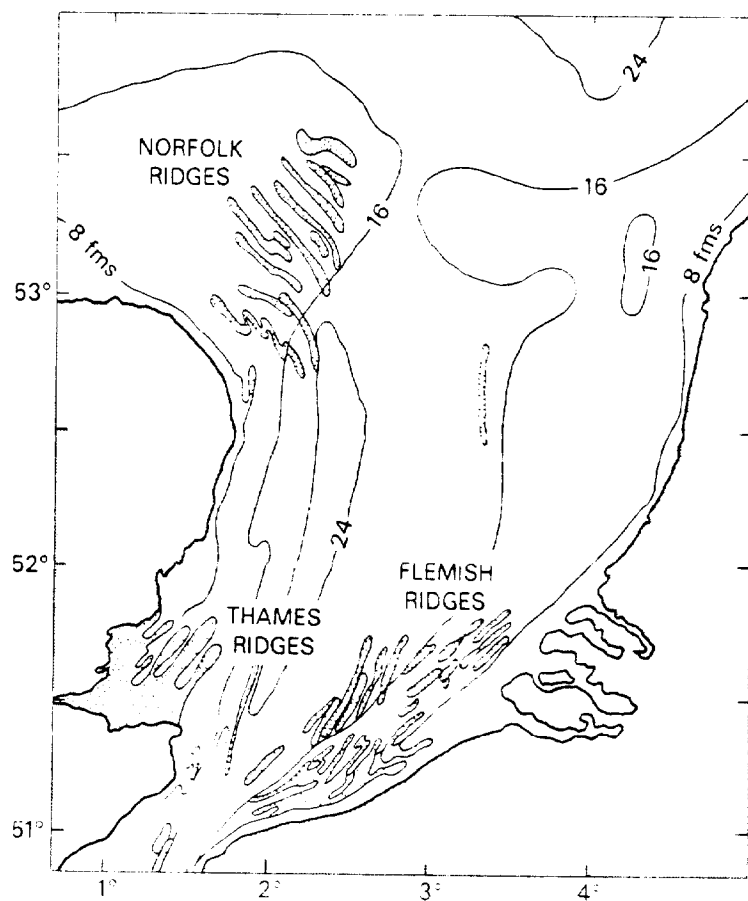 24
NORFOLK
RIDGES
16
16
8 fms
16
8 fms
53°
24
52°
FLEMISH
RIDGES
THAMES
RIDGES
51°
1°
2°
3°
4°